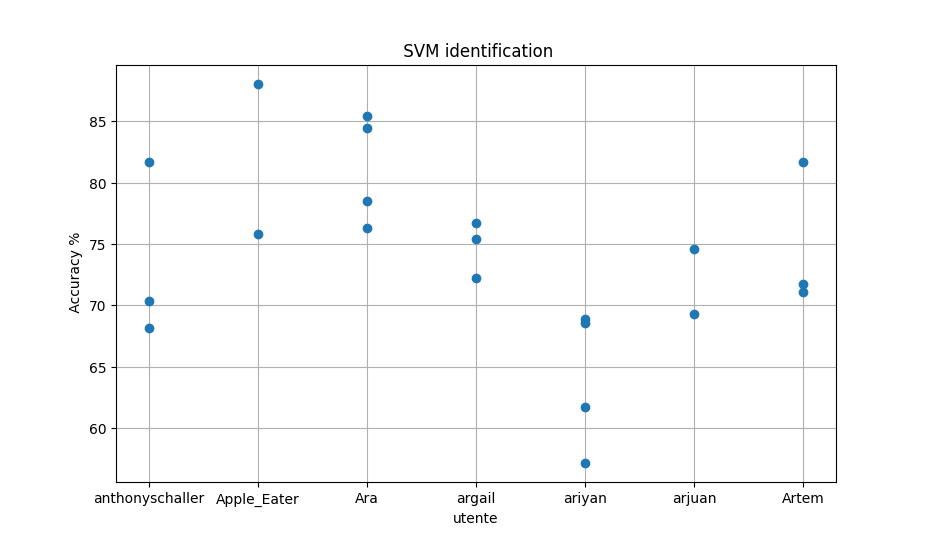 SVM identification
Accuracy %
85
80
75
70
65
60
anthonyschaller Apple_Eater Ara argail ariyan arjuan Artem
utente